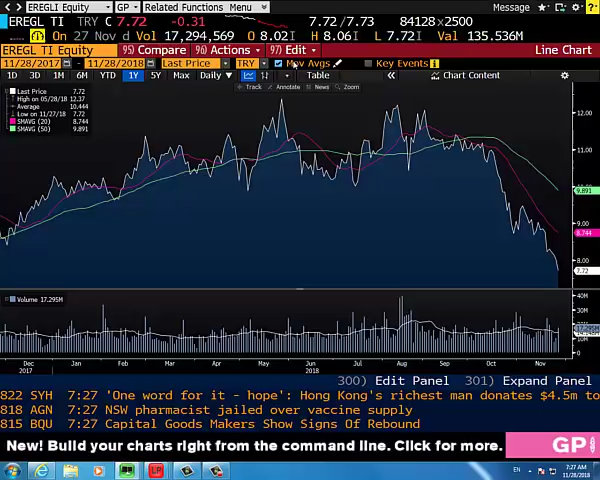 EREGLI Equity GP Related Functions Menu Message
EREGLI TI TRY C 7.72 -0.31 7.72/7.73 84128x2500
On 27 Nov d Vol 17,294,569 O 8.02I H 8.06I L 7.72I Val 135.536M
EREGLI TI Equity 95) Compare 96) Actions 97) Edit Line Chart
11/28/2017 - 11/28/2018 Last Price TRY Mov Avgs Key Events
1D 3D 1M 6M YTD 1Y 5Y Max Daily Table Chart Content
Track Annotate News Zoom
Last Price 7.72
High on 05/28/18 12.37
Average 10.444
Low on 11/27/18 7.72
SMAVG (20) 8.744
SMAVG (50) 9.891
12.00
11.00
9.891
8.744
8.00
7.72
Volume 17.295M
40M
30M
17.295M
10M
0
Dec Jan Feb Mar Apr May Jun Jul Aug Sep Oct Nov
2017 2018
300) Edit Panel 301) Expand Panel
822 SYH 7:27 'One word for it - hope': Hong Kong's richest man donates $4.5m to
818 AGN 7:27 NSW pharmacist jailed over vaccine supply
815 BQU 7:27 Capital Goods Makers Show Signs Of Rebound
New! Build your charts right from the command line. Click for more. GP
EN 7:27 AM
11/28/2018